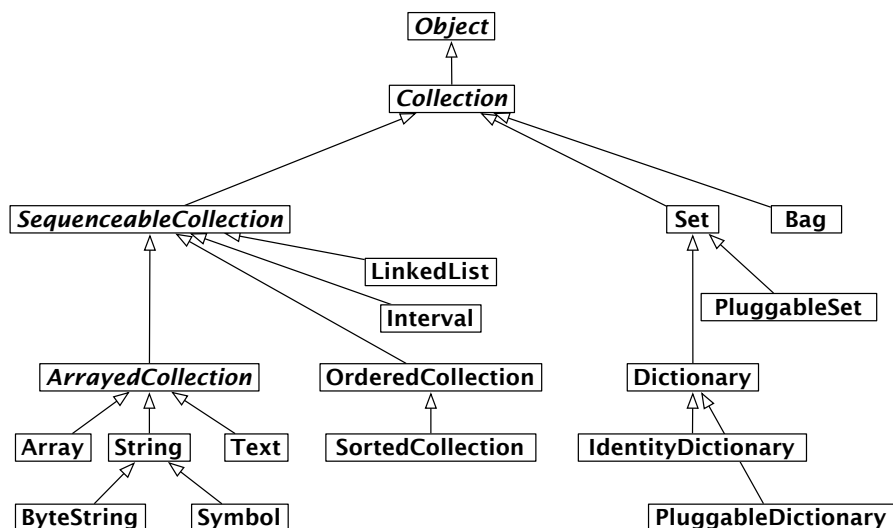 Object
Collection
SequenceableCollection
Set
Bag
LinkedList
PluggableSet
Interval
ArrayedCollection
OrderedCollection
Dictionary
Array
String
Text
SortedCollection
IdentityDictionary
ByteString
Symbol
PluggableDictionary